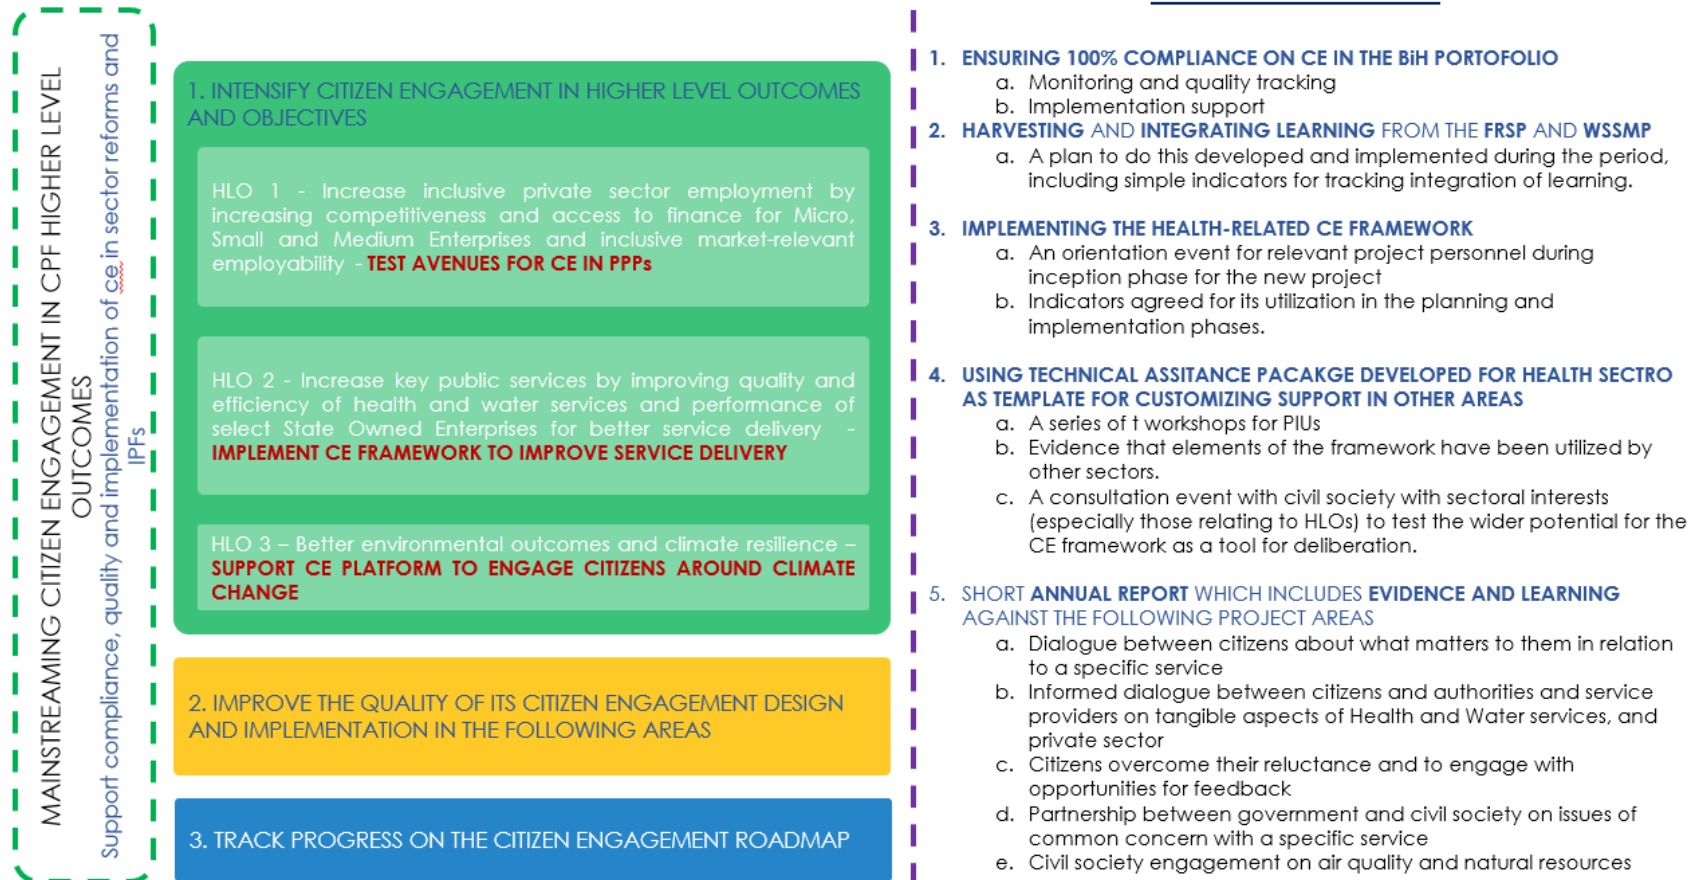 MAINSTREAMING CITIZEN ENGAGEMENT IN CPF HIGHER LEVEL
OUTCOMES
Support compliance, quality and implementation of ce in sector reforms and
IPFs
1. INTENSIFY CITIZEN ENGAGEMENT IN HIGHER LEVEL OUTCOMES
AND OBJECTIVES
HLO 1 - Increase inclusive private sector employment by
increasing competitiveness and access to finance for Micro,
Small and Medium Enterprises and inclusive market-relevant
employability - TEST AVENUES FOR CE IN PPPs
HLO 2 - Increase key public services by improving quality and
efficiency of health and water services and performance of
select State Owned Enterprises for better service delivery -
IMPLEMENT CE FRAMEWORK TO IMPROVE SERVICE DELIVERY
HLO 3 – Better environmental outcomes and climate resilience –
SUPPORT CE PLATFORM TO ENGAGE CITIZENS AROUND CLIMATE
CHANGE
2. IMPROVE THE QUALITY OF ITS CITIZEN ENGAGEMENT DESIGN
AND IMPLEMENTATION IN THE FOLLOWING AREAS
3. TRACK PROGRESS ON THE CITIZEN ENGAGEMENT ROADMAP
1. ENSURING 100% COMPLIANCE ON CE IN THE BiH PORTOFOLIO
a. Monitoring and quality tracking
b. Implementation support
2. HARVESTING AND INTEGRATING LEARNING FROM THE FRSP AND WSSMP
a. A plan to do this developed and implemented during the period,
including simple indicators for tracking integration of learning.
3. IMPLEMENTING THE HEALTH-RELATED CE FRAMEWORK
a. An orientation event for relevant project personnel during
inception phase for the new project
b. Indicators agreed for its utilization in the planning and
implementation phases.
4. USING TECHNICAL ASSITANCE PACAKGE DEVELOPED FOR HEALTH SECTRO
AS TEMPLATE FOR CUSTOMIZING SUPPORT IN OTHER AREAS
a. A series of t workshops for PIUs
b. Evidence that elements of the framework have been utilized by
other sectors.
c. A consultation event with civil society with sectoral interests
(especially those relating to HLOs) to test the wider potential for the
CE framework as a tool for deliberation.
5. SHORT ANNUAL REPORT WHICH INCLUDES EVIDENCE AND LEARNING
AGAINST THE FOLLOWING PROJECT AREAS
a. Dialogue between citizens about what matters to them in relation
to a specific service
b. Informed dialogue between citizens and authorities and service
providers on tangible aspects of Health and Water services, and
private sector
c. Citizens overcome their reluctance and to engage with
opportunities for feedback
d. Partnership between government and civil society on issues of
common concern with a specific service
e. Civil society engagement on air quality and natural resources